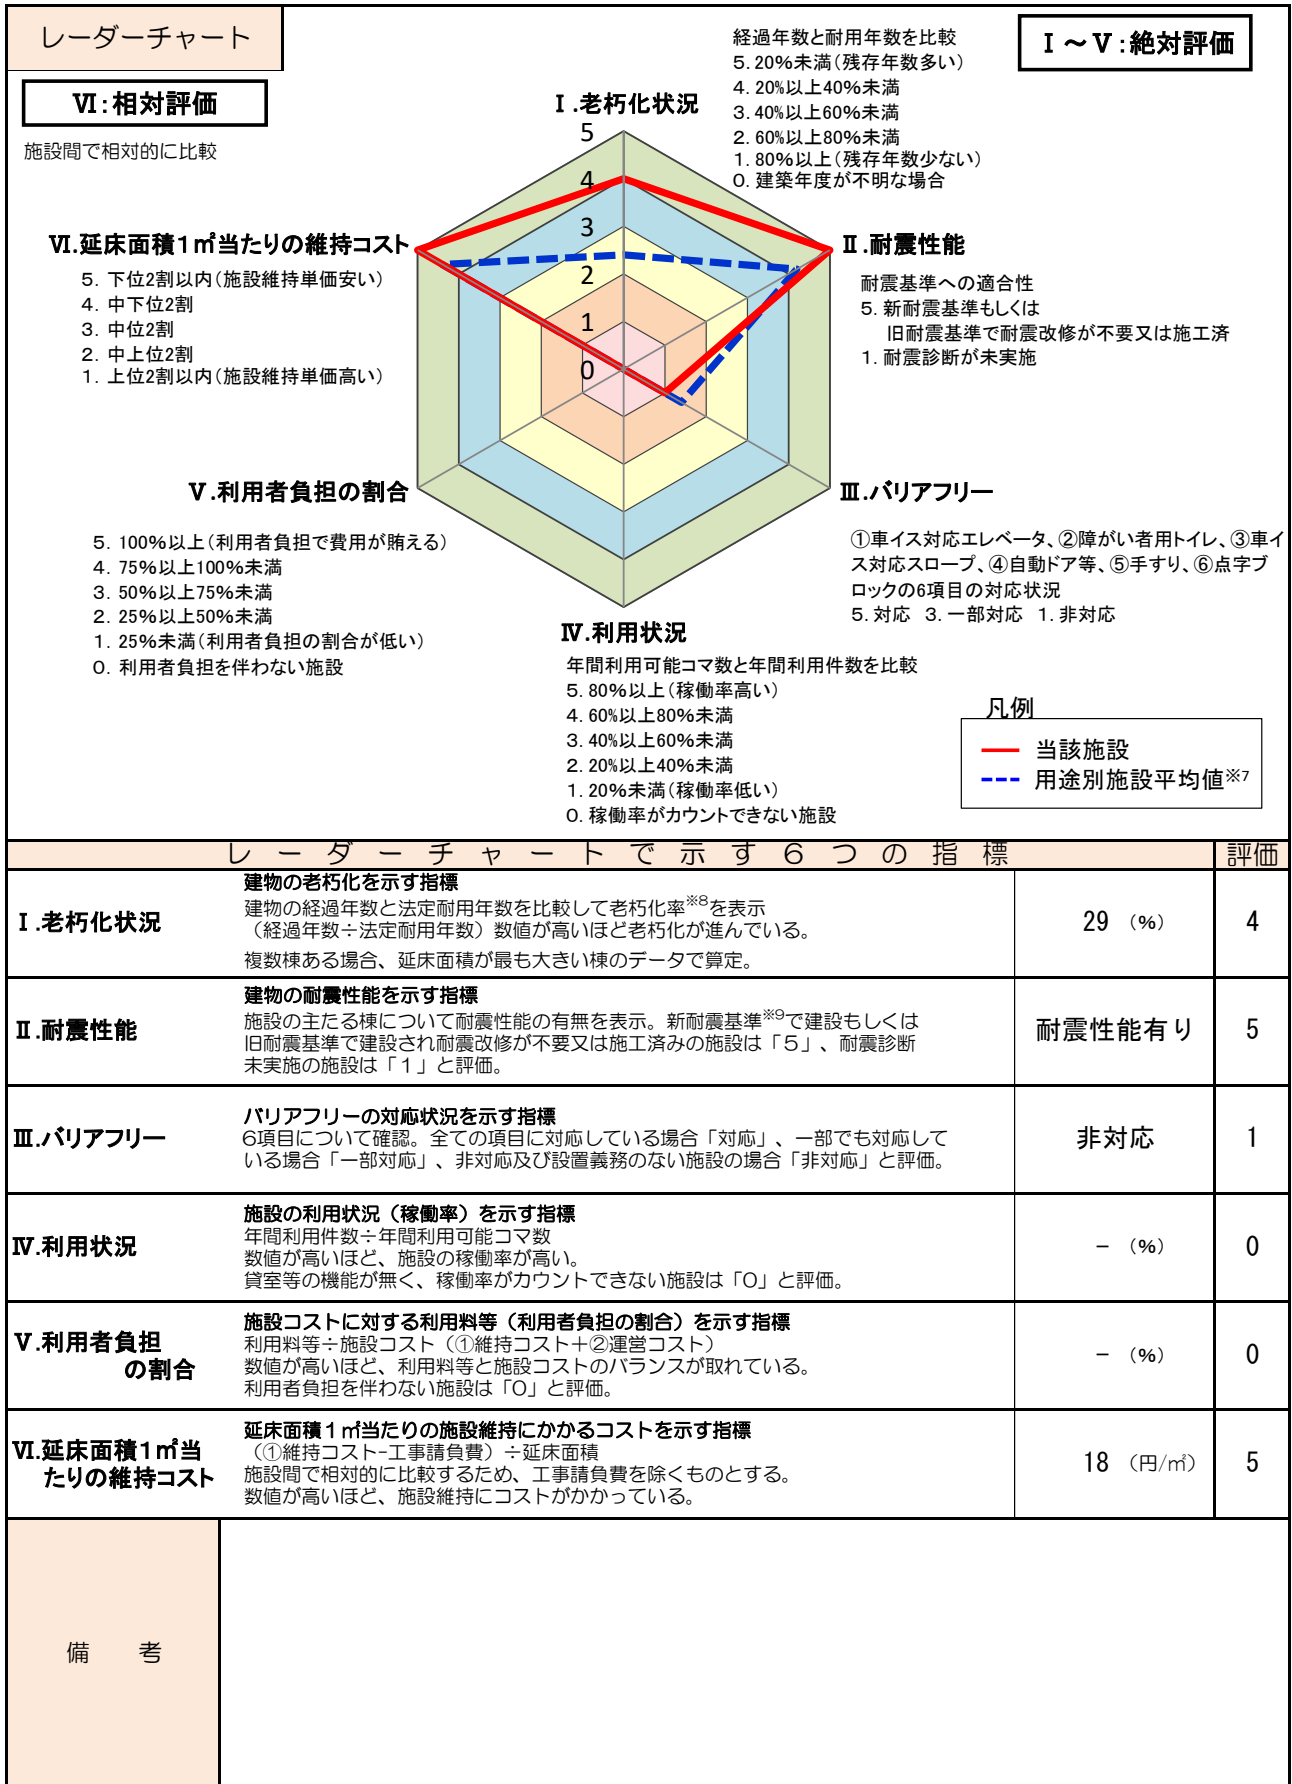 レーダーチャート
Ⅰ～Ⅴ:絶対評価
Ⅵ:相対評価
施設間で相対的に比較
Ⅰ.老朽化状況
経過年数と耐用年数を比較
5.20%未満(残存年数多い)
4.20%以上40%未満
3.40%以上60%未満
2.60%以上80%未満
1.80%以上(残存年数少ない)
0.建築年度が不明な場合
5
4
3
2
1
0
Ⅱ.耐震性能
耐震基準への適合性
5.新耐震基準もしくは
旧耐震基準で耐震改修が不要又は施工済
1.耐震診断が未実施
Ⅵ.延床面積1㎡当たりの維持コスト
5.下位2割以内(施設維持単価安い)
4.中下位2割
3.中位2割
2.中上位2割
1.上位2割以内(施設維持単価高い)
Ⅲ.バリアフリー
①車イス対応エレベータ、②障がい者用トイレ、③車イ
ス対応スロープ、④自動ドア等、⑤手すり、⑥点字ブ
ロックの6項目の対応状況
5.対応 3.一部対応 1.非対応
Ⅴ.利用者負担の割合
5.100%以上(利用者負担で費用が賄える)
4.75%以上100%未満
3.50%以上75%未満
2.25%以上50%未満
1.25%未満(利用者負担の割合が低い)
0.利用者負担を伴わない施設
Ⅳ.利用状況
年間利用可能コマ数と年間利用件数を比較
5.80%以上(稼働率高い)
4.60%以上80%未満
3.40%以上60%未満
2.20%以上40%未満
1.20%未満(稼働率低い)
0.稼働率がカウントできない施設
凡例
当該施設
用途別施設平均値※7
レーダーチャートで示す6つの指標 評価
Ⅰ.老朽化状況
建物の老朽化を示す指標
建物の経過年数と法定耐用年数を比較して老朽化率※8を表示
(経過年数÷法定耐用年数)数値が高いほど老朽化が進んでいる。
複数棟ある場合、延床面積が最も大きい棟のデータで算定。
29 (%) 4
Ⅱ.耐震性能
建物の耐震性能を示す指標
施設の主たる棟について耐震性能の有無を表示。新耐震基準※9で建設もしくは
旧耐震基準で建設され耐震改修が不要又は施工済みの施設は「5」、耐震診断
未実施の施設は「1」と評価。
耐震性能有り 5
Ⅲ.バリアフリー
バリアフリーの対応状況を示す指標
6項目について確認。全ての項目に対応している場合「対応」、一部でも対応して
いる場合「一部対応」、非対応及び設置義務のない施設の場合「非対応」と評価。
非対応 1
Ⅳ.利用状況
施設の利用状況(稼働率)を示す指標
年間利用件数÷年間利用可能コマ数
数値が高いほど、施設の稼働率が高い。
貸室等の機能が無く、稼働率がカウントできない施設は「0」と評価。
- (%) 0
Ⅴ.利用者負担
の割合
施設コストに対する利用料等(利用者負担の割合)を示す指標
利用料等÷施設コスト(①維持コスト+②運営コスト)
数値が高いほど、利用料等と施設コストのバランスが取れている。
利用者負担を伴わない施設は「0」と評価。
- (%) 0
Ⅵ.延床面積1㎡当
たりの維持コスト
延床面積1㎡当たりの施設維持にかかるコストを示す指標
(①維持コスト-工事請負費)÷延床面積
施設間で相対的に比較するため、工事請負費を除くものとする。
数値が高いほど、施設維持にコストがかかっている。
18 (円/㎡) 5
備 考